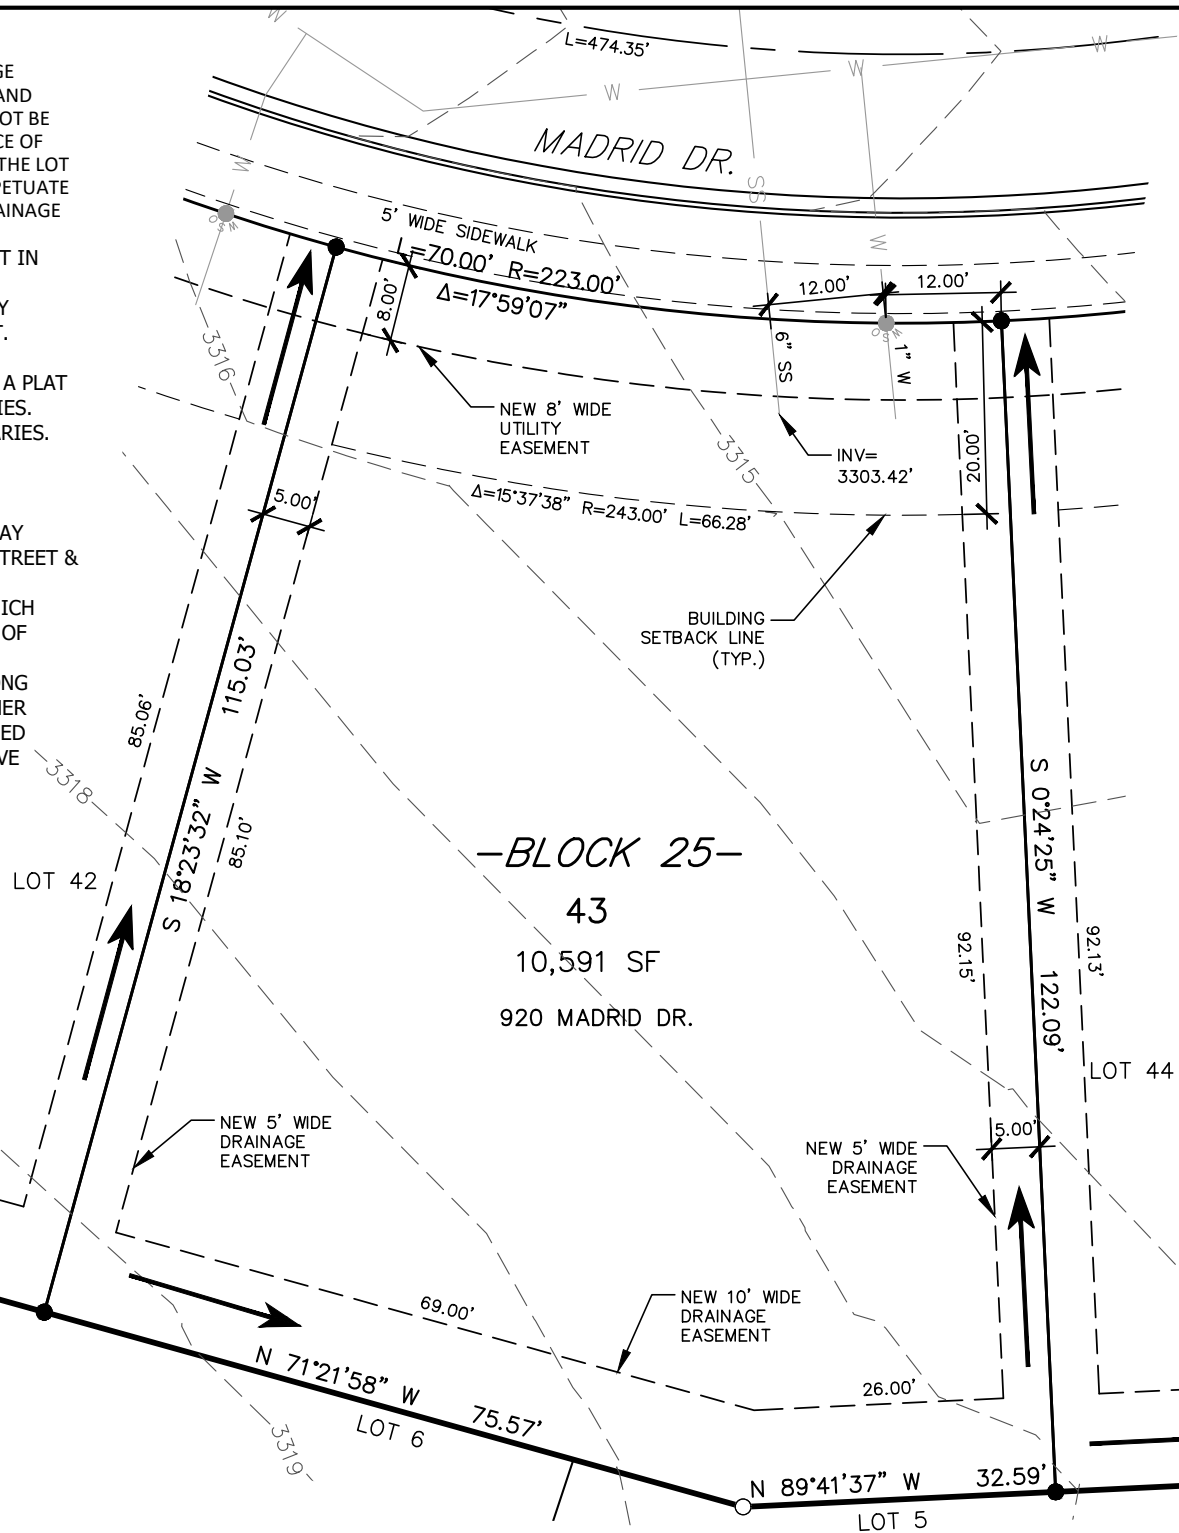 GE
AND
OT BE
CE OF
THE LOT
PETUATE
AINAGE
T IN
Y
T.
A PLAT
IES.
ARIES.
AY
STREET &
ICH
OF
ONG
NER
ED
VE
L=474.35'
W
W
W
W
W
MADRID DR.
SS
W
W
SO
5' WIDE SIDEWALK
L=70.00' R=223.00'
Δ=17°59'07"
8.00'
12.00'
12.00'
W
SO
6" SS
1" W
3316
3315
NEW 8' WIDE
UTILITY
EASEMENT
INV=
3303.42'
20.00'
5.00'
Δ=15°37'38" R=243.00' L=66.28'
BUILDING
SETBACK LINE
(TYP.)
85.06'
S 18°23'32" W 115.03'
85.10'
3318
S 0°24'25" W 122.09'
-BLOCK 25-
43
10,591 SF
920 MADRID DR.
LOT 42
92.15'
92.13'
LOT 44
NEW 5' WIDE
DRAINAGE
EASEMENT
5.00'
NEW 5' WIDE
DRAINAGE
EASEMENT
69.00'
NEW 10' WIDE
DRAINAGE
EASEMENT
26.00'
N 71°21'58" W 75.57'
LOT 6
3319
N 89°41'37" W 32.59'
LOT 5